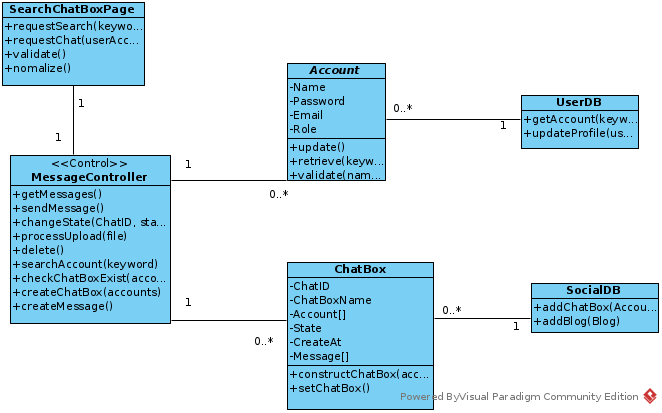 SearchChatBoxPage
+requestSearch(keywo...
+requestChat(userAcc...
+validate()
+nomalize()
1
1
<<Control>>
MessageController
+getMessages()
+sendMessage()
+changeState(ChatID, sta...
+processUpload(file)
+delete()
+searchAccount(keyword)
+checkChatBoxExist(acco...
+createChatBox(accounts)
+createMessage()
1
0..*
Account
-Name
-Password
-Email
-Role
+update()
+retrieve(keyw...
+validate(nam...
0..*
1
UserDB
+getAccount(keyw...
+updateProfile(us...
1
0..*
ChatBox
-ChatID
-ChatBoxName
-Account[]
-State
-CreateAt
-Message[]
+constructChatBox(acc...
+setChatBox()
0..*
1
SocialDB
+addChatBox(Accou...
+addBlog(Blog)
Powered ByVisual Paradigm Community Edition